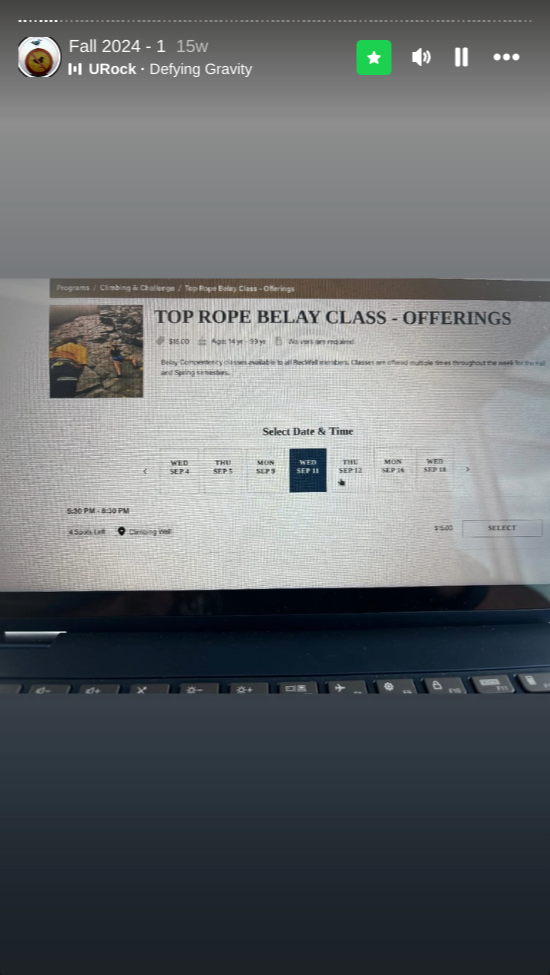 Fall 2024 - 1 15w
URock · Defying Gravity
Programs / Climbing & Challenge / Top Rope Belay Class - Offerings
TOP ROPE BELAY CLASS - OFFERINGS
$15.00 Age: 14 yr - 99 yr Waivers are required
Belay Competency classes available to all RecWell members. Classes are offered multiple times throughout the week for the Fall
and Spring semesters.
Select Date & Time
WED THU MON WED THU MON WED
SEP 4 SEP 5 SEP 9 SEP 11 SEP 12 SEP 16 SEP 18
5:30 PM - 8:30 PM
4 Spots Left Climbing Wall $15.00 SELECT
F10 F11